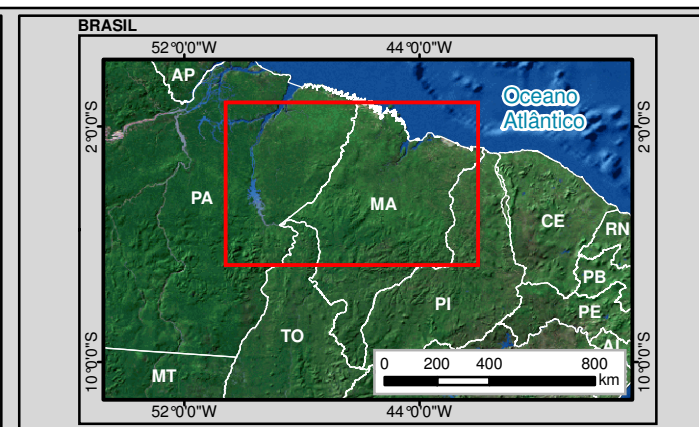 BRASIL
52°0'0"W 44°0'0"W
AP
Oceano
Atlântico
2°0'0"S 2°0'0"S
PA
MA
CE
RN
PB
PI
PE
TO
AL
MT
0 200 400 800
km
10°0'0"S 10°0'0"S
52°0'0"W 44°0'0"W